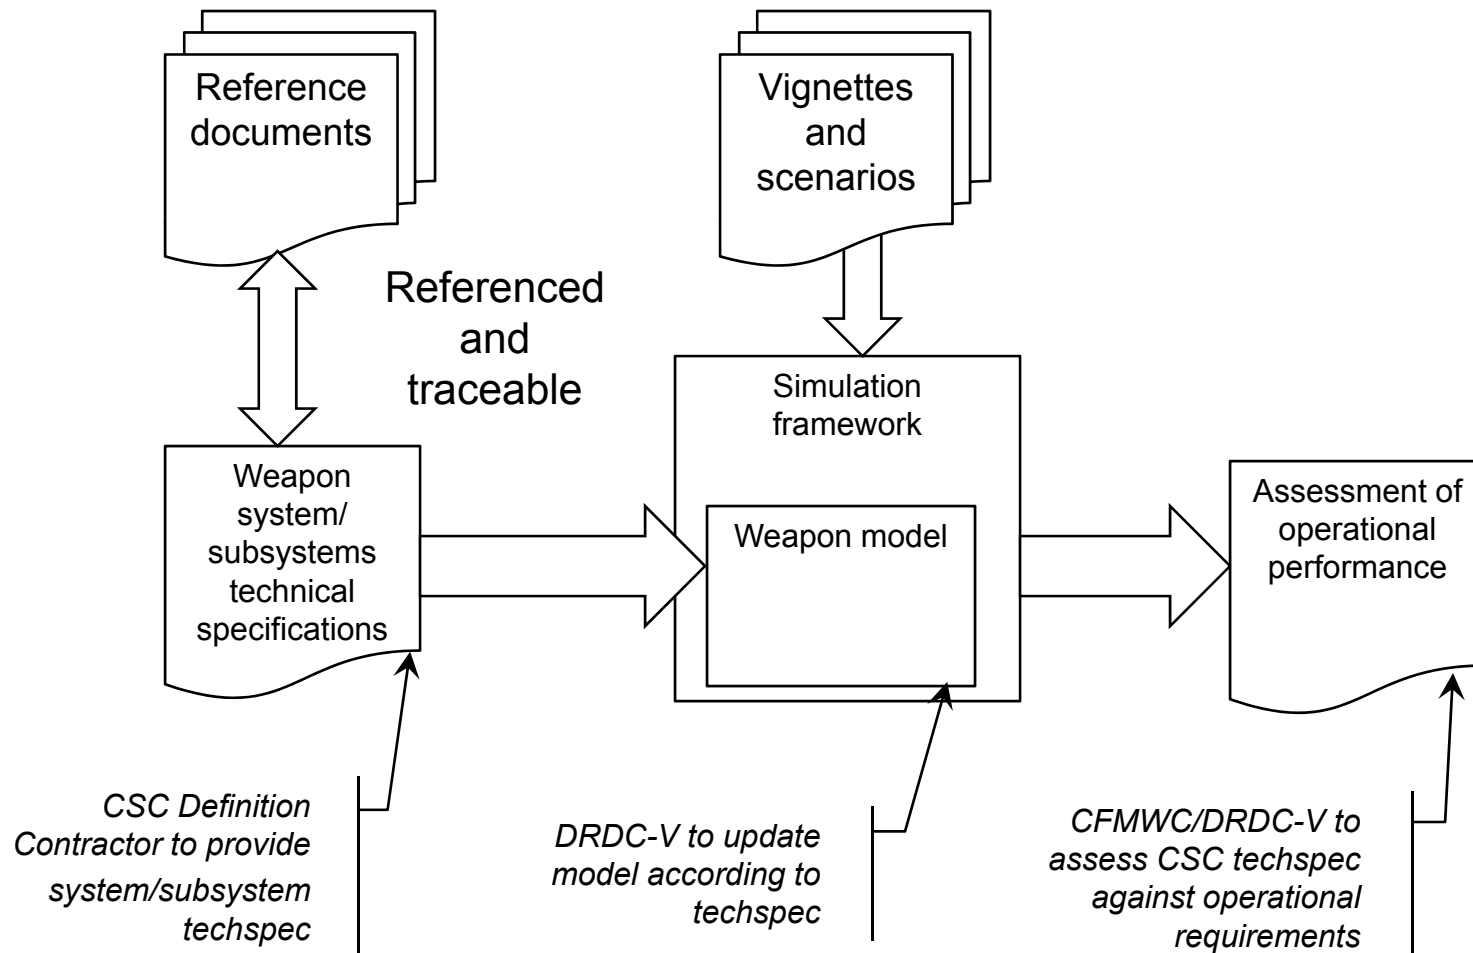 Reference
documents
Vignettes
and
scenarios
Referenced
and
traceable
Simulation
framework
Weapon
system/
subsystems
technical
specifications
Weapon model
Assessment of
operational
performance
CSC Definition
Contractor to provide
system/subsystem
techspec
DRDC-V to update
model according to
techspec
CFMWC/DRDC-V to
assess CSC techspec
against operational
requirements